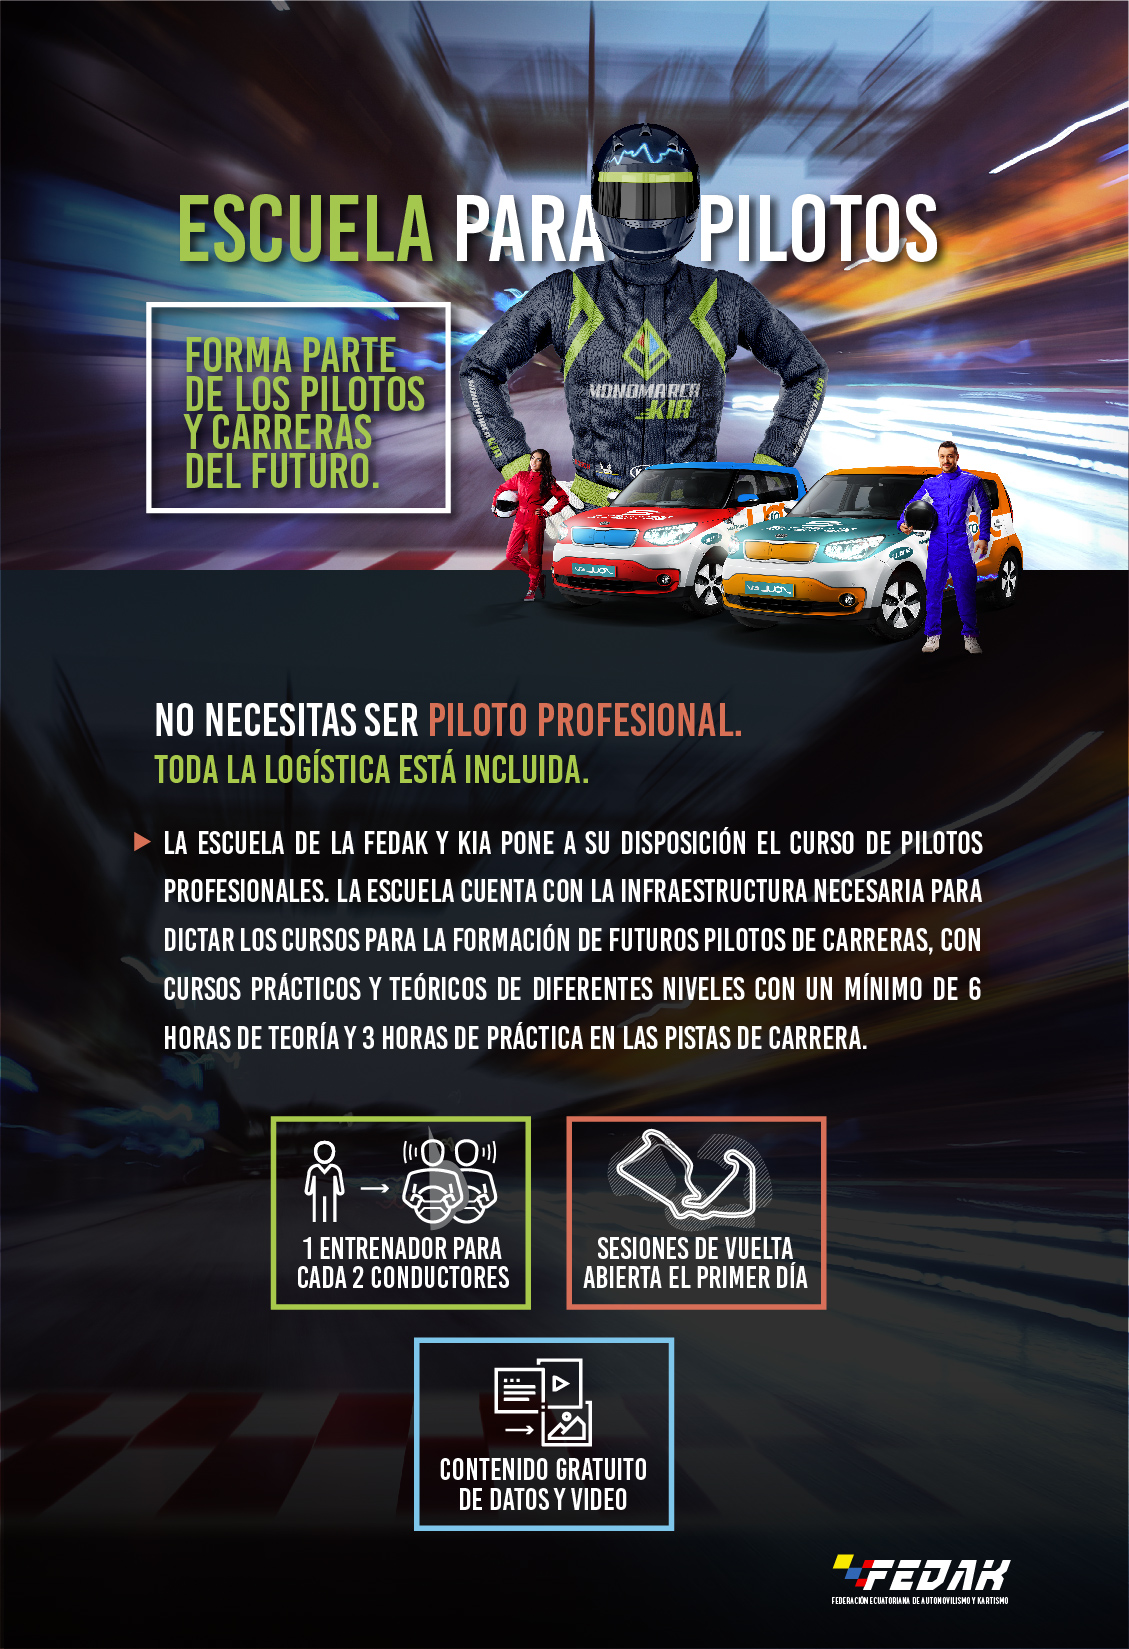 ESCUELA PARA PILOTOS
FORMA PARTE
DE LOS PILOTOS
Y CARRERAS
DEL FUTURO.
MONOMARCA
KIA
NO NECESITAS SER PILOTO PROFESIONAL.
TODA LA LOGÍSTICA ESTÁ INCLUIDA.
LA ESCUELA DE LA FEDAK Y KIA PONE A SU DISPOSICIÓN EL CURSO DE PILOTOS
PROFESIONALES. LA ESCUELA CUENTA CON LA INFRAESTRUCTURA NECESARIA PARA
DICTAR LOS CURSOS PARA LA FORMACIÓN DE FUTUROS PILOTOS DE CARRERAS, CON
CURSOS PRÁCTICOS Y TEÓRICOS DE DIFERENTES NIVELES CON UN MÍNIMO DE 6
HORAS DE TEORÍA Y 3 HORAS DE PRÁCTICA EN LAS PISTAS DE CARRERA.
1 ENTRENADOR PARA
CADA 2 CONDUCTORES
SESIONES DE VUELTA
ABIERTA EL PRIMER DÍA
CONTENIDO GRATUITO
DE DATOS Y VIDEO
FEDAK
FEDERACIÓN ECUATORIANA DE AUTOMOVILISMO Y KARTISMO